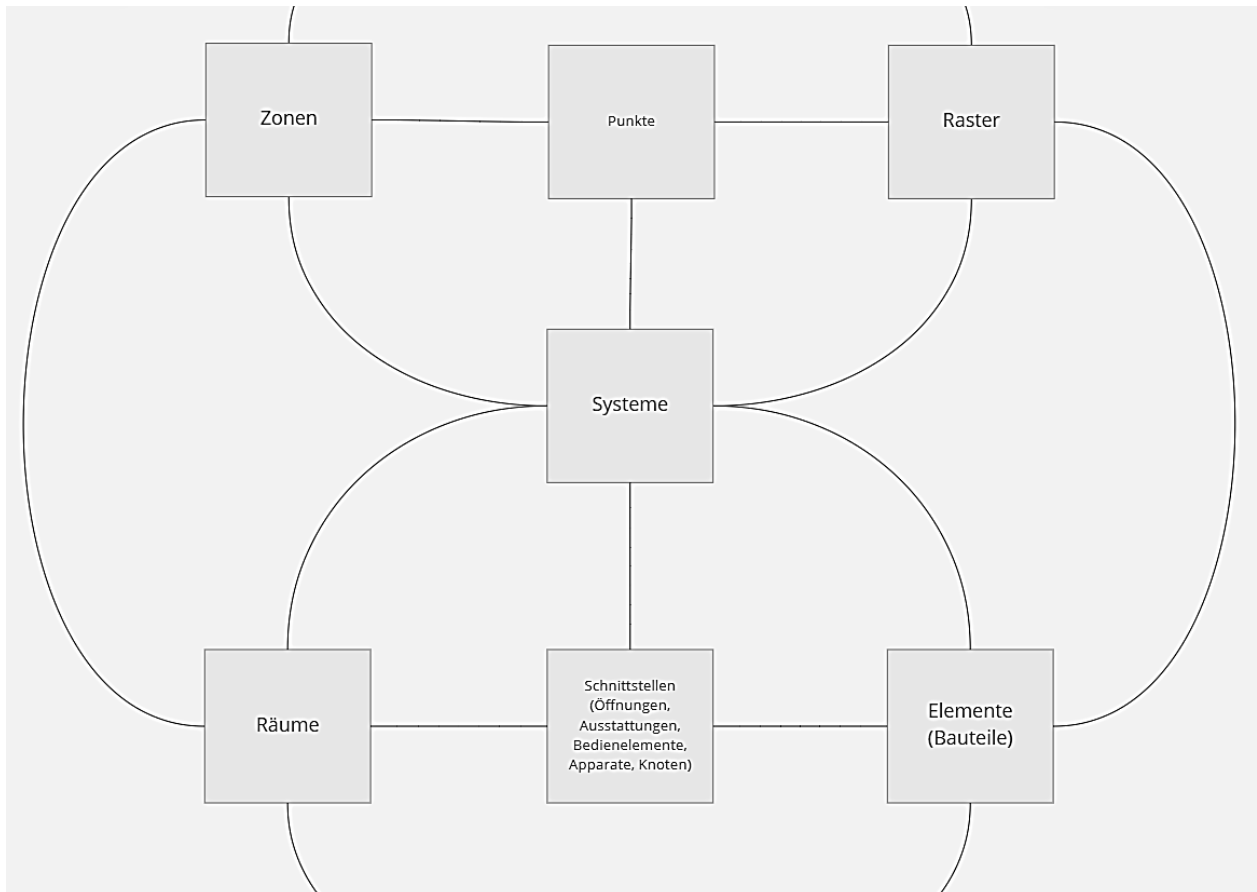 Zonen
Punkte
Raster
Systeme
Räume
Schnittstellen
(Öffnungen,
Ausstattungen,
Bedienelemente,
Apparate, Knoten)
Elemente
(Bauteile)